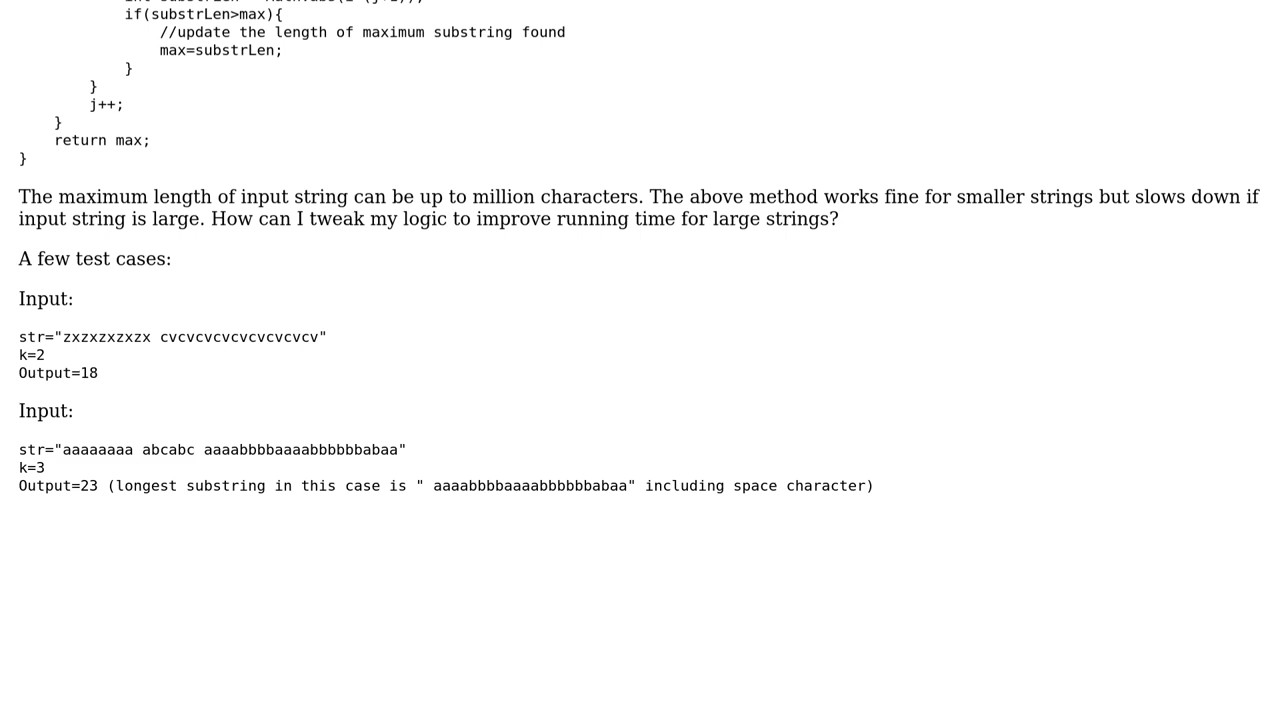 if(substrLen>max){
//update the length of maximum substring found
max=substrLen;
}
}
j++;
}
return max;
}
The maximum length of input string can be up to million characters. The above method works fine for smaller strings but slows down if
input string is large. How can I tweak my logic to improve running time for large strings?
A few test cases:
Input:
str="zxzxzxzxzx cvcvcvcvcvcvcvcvcv"
k=2
Output=18
Input:
str="aaaaaaaa abcabc aaaabbbbaaaabbbbbbabaa"
k=3
Output=23 (longest substring in this case is " aaaabbbbaaaabbbbbbabaa" including space character)